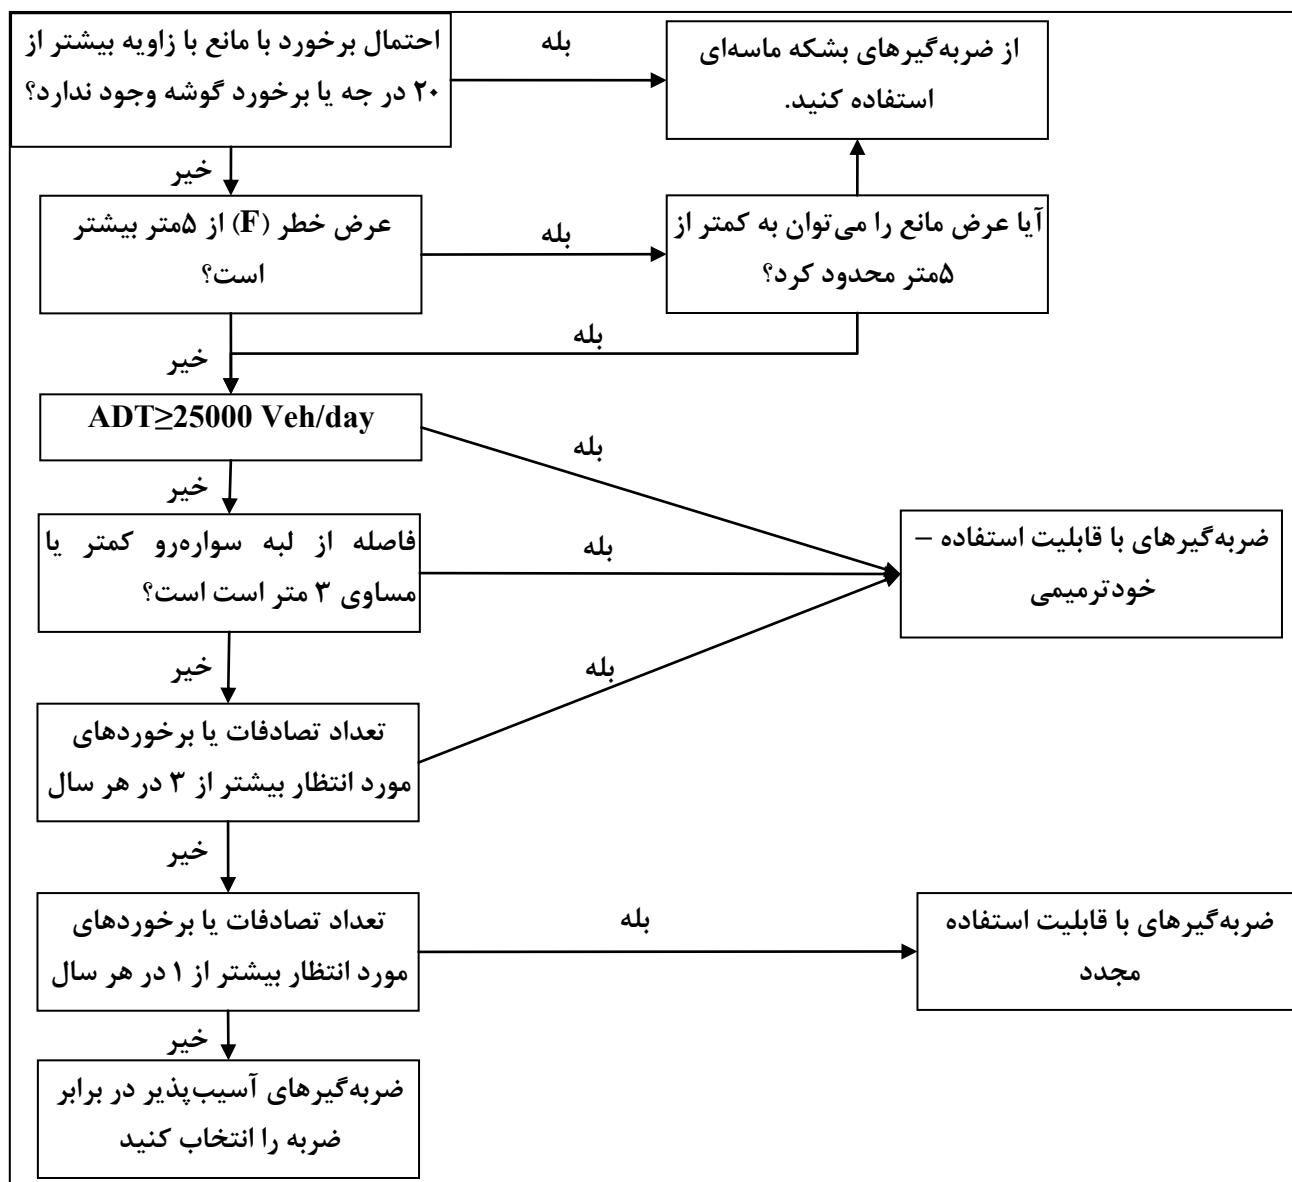 احتمال برخورد با مانع با زاویه بیشتر از
۲۰ در جه یا برخورد گوشه وجود ندارد؟
بله
از ضربه‌گیرهای بشکه ماسه‌ای
استفاده کنید.
خیر
عرض خطر (F) از ۵متر بیشتر
است؟
بله
آیا عرض مانع را می‌توان به کمتر از
۵متر محدود کرد؟
بله
خیر
ADT≥25000 Veh/day
بله
خیر
فاصله از لبه سواره‌رو کمتر یا
مساوی ۳ متر است است؟
بله
ضربه‌گیرهای با قابلیت استفاده –
خودترمیمی
خیر
بله
تعداد تصادفات یا برخوردهای
مورد انتظار بیشتر از ۳ در هر سال
خیر
تعداد تصادفات یا برخوردهای
مورد انتظار بیشتر از ۱ در هر سال
بله
ضربه‌گیرهای با قابلیت استفاده
مجدد
خیر
ضربه‌گیرهای آسیب‌پذیر در برابر
ضربه را انتخاب کنید